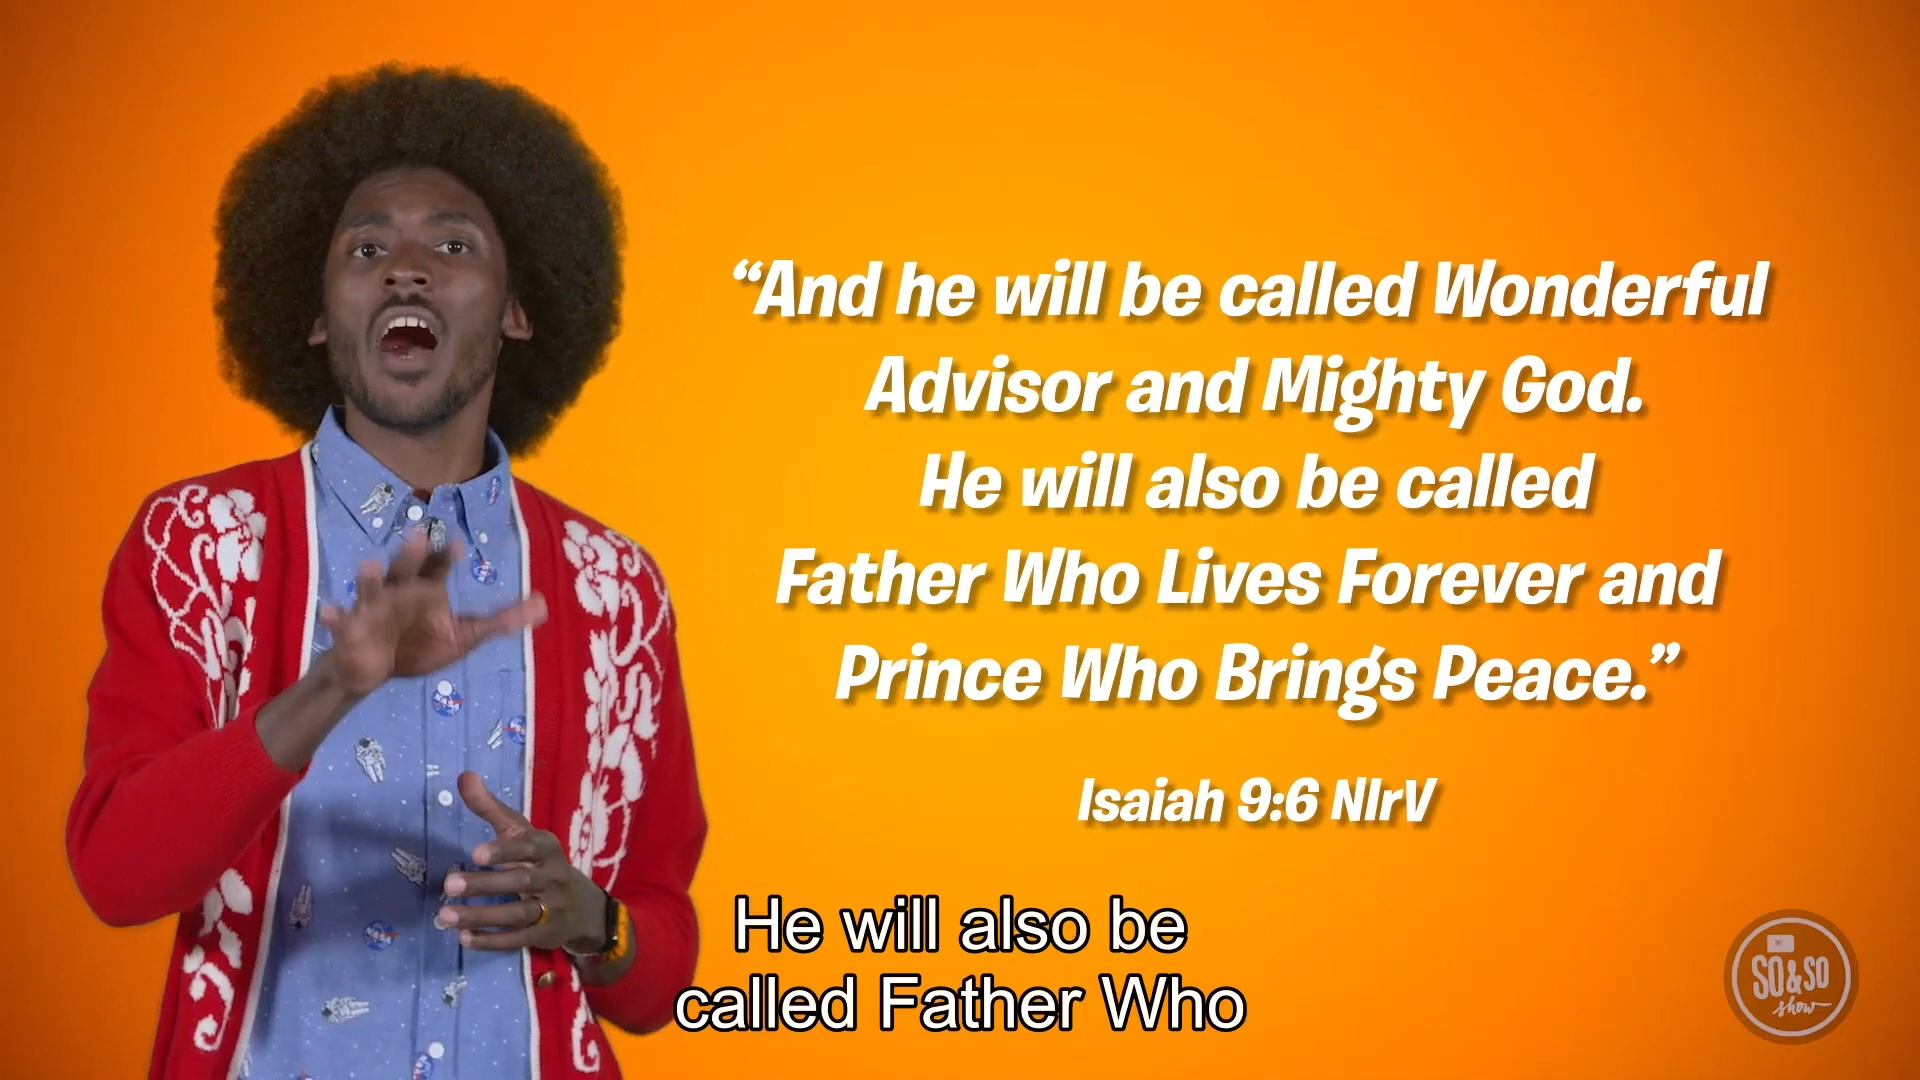 “And he will be called Wonderful
Advisor and Mighty God.
He will also be called
Father Who Lives Forever and
Prince Who Brings Peace.”
Isaiah 9:6 NIrV
He will also be
called Father Who
SO & SO
show